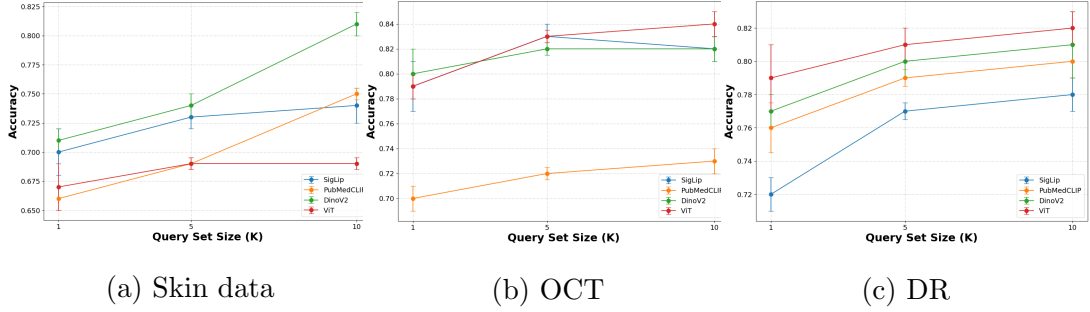 0.825
0.800
0.775
0.750
0.725
0.700
0.675
0.650
Accuracy
1
5
10
Query Set Size (K)
SigLip
PubMedCLIP
DinoV2
ViT
(a) Skin data
0.84
0.82
0.80
0.78
0.76
0.74
0.72
0.70
Accuracy
1
5
10
Query Set Size (K)
SigLip
PubMedCLIP
DinoV2
ViT
(b) OCT
0.82
0.80
0.78
0.76
0.74
0.72
Accuracy
1
5
10
Query Set Size (K)
SigLip
PubMedCLIP
DinoV2
ViT
(c) DR